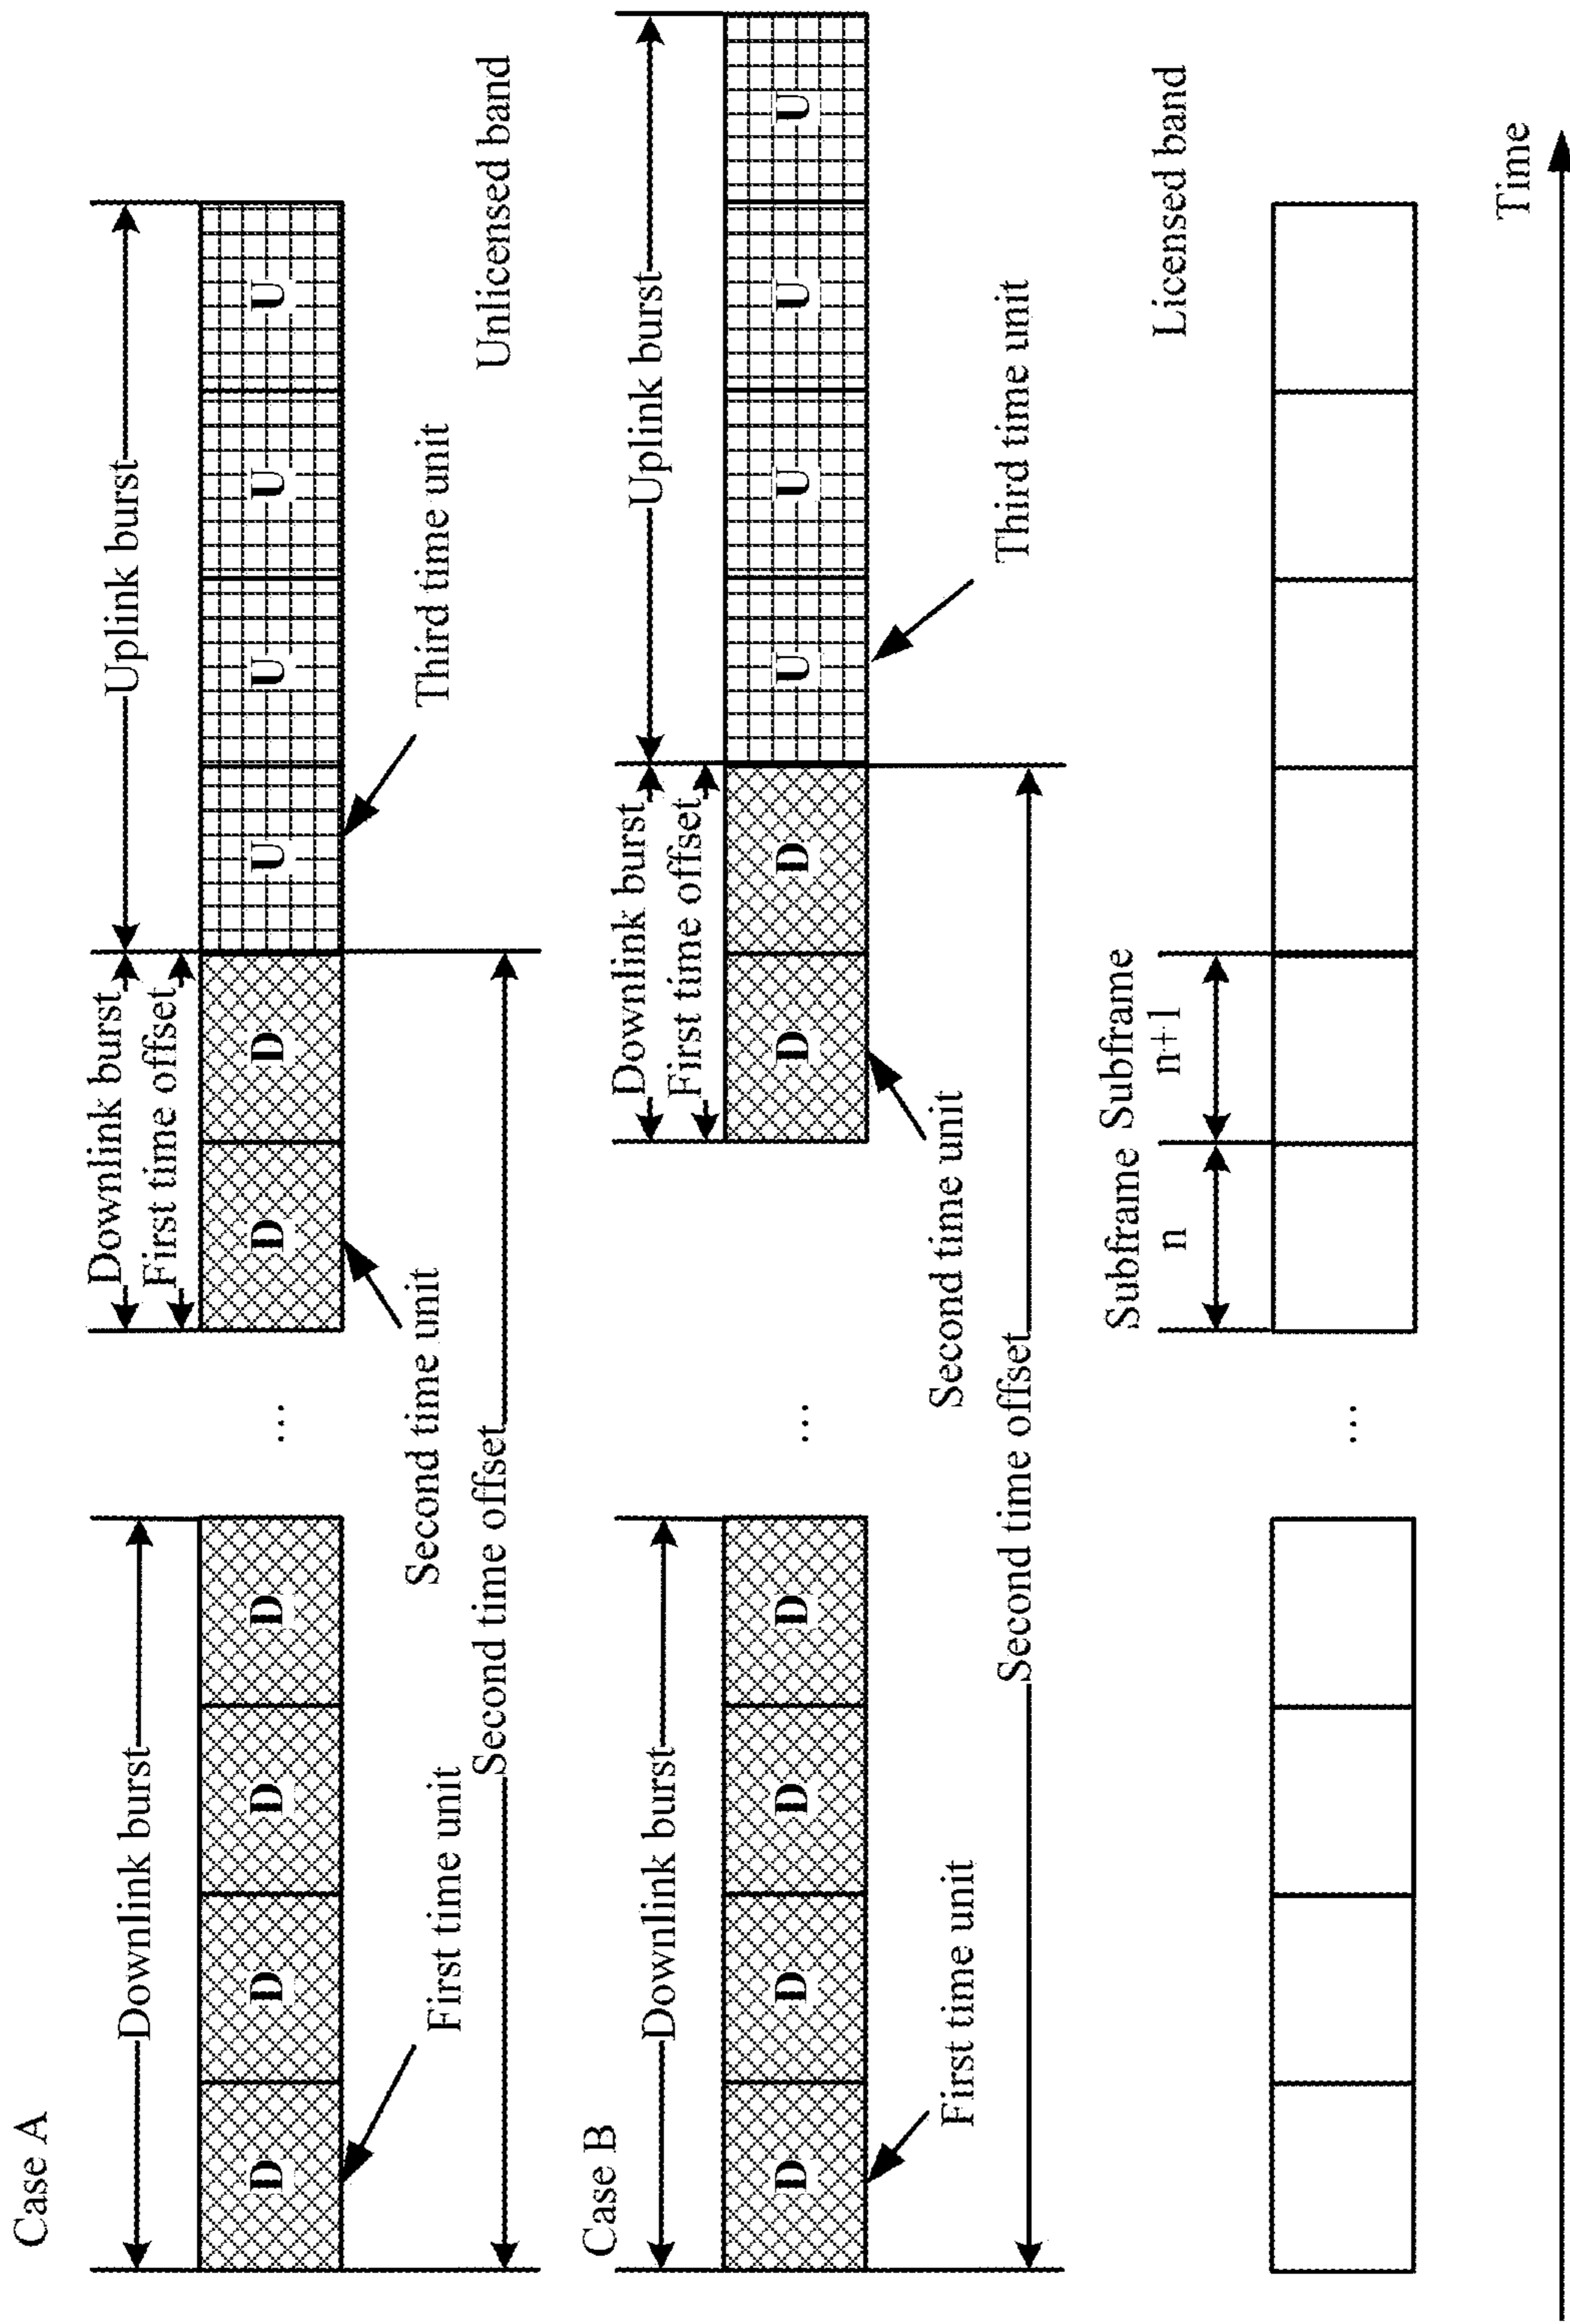 Case A
Downlink burst
Downlink burst
First time offset
Uplink burst
D
D
D
D
...
D
D
U
U
U
U
First time unit
Second time unit
Third time unit
Second time offset
Unlicensed band
Case B
Downlink burst
Downlink burst
First time offset
Uplink burst
D
D
D
D
...
D
D
U
U
U
U
First time unit
Second time unit
Third time unit
Second time offset
Subframe
n
Subframe
n+1
Licensed band
...
Time